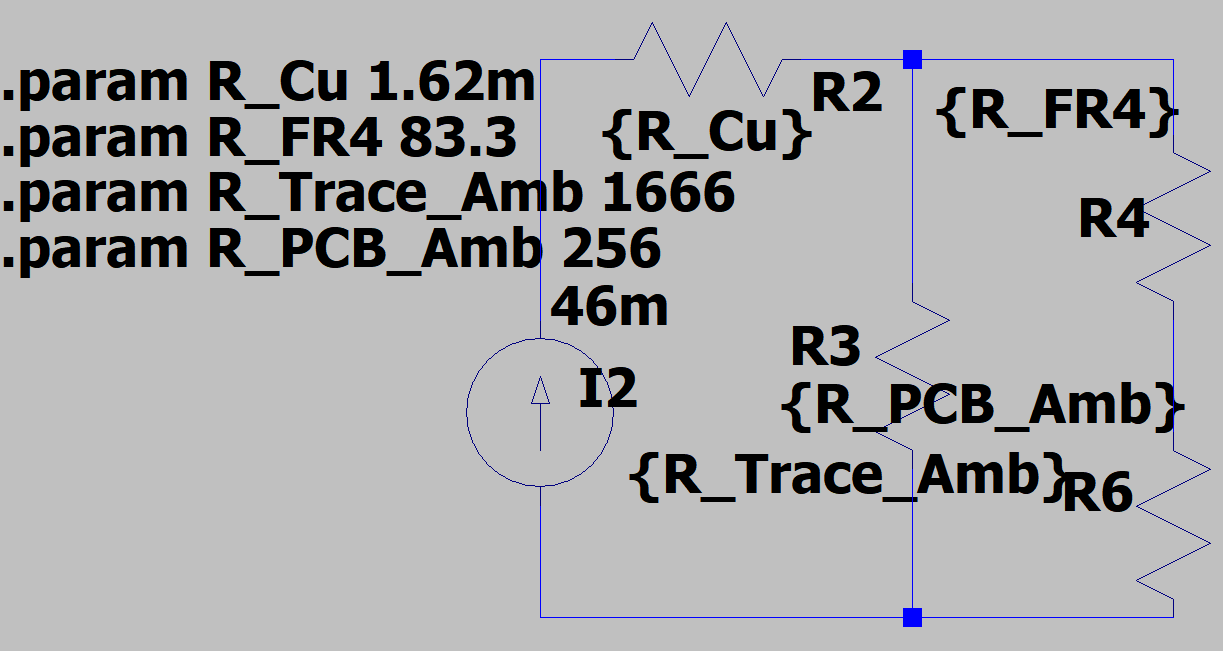 .param R_Cu 1.62m
.param R_FR4 83.3
.param R_Trace_Amb 1666
.param R_PCB_Amb 256
46m
I2
R2
{R_Cu}
{R_FR4}
R4
R3
{R_PCB_Amb}
{R_Trace_Amb}
R6